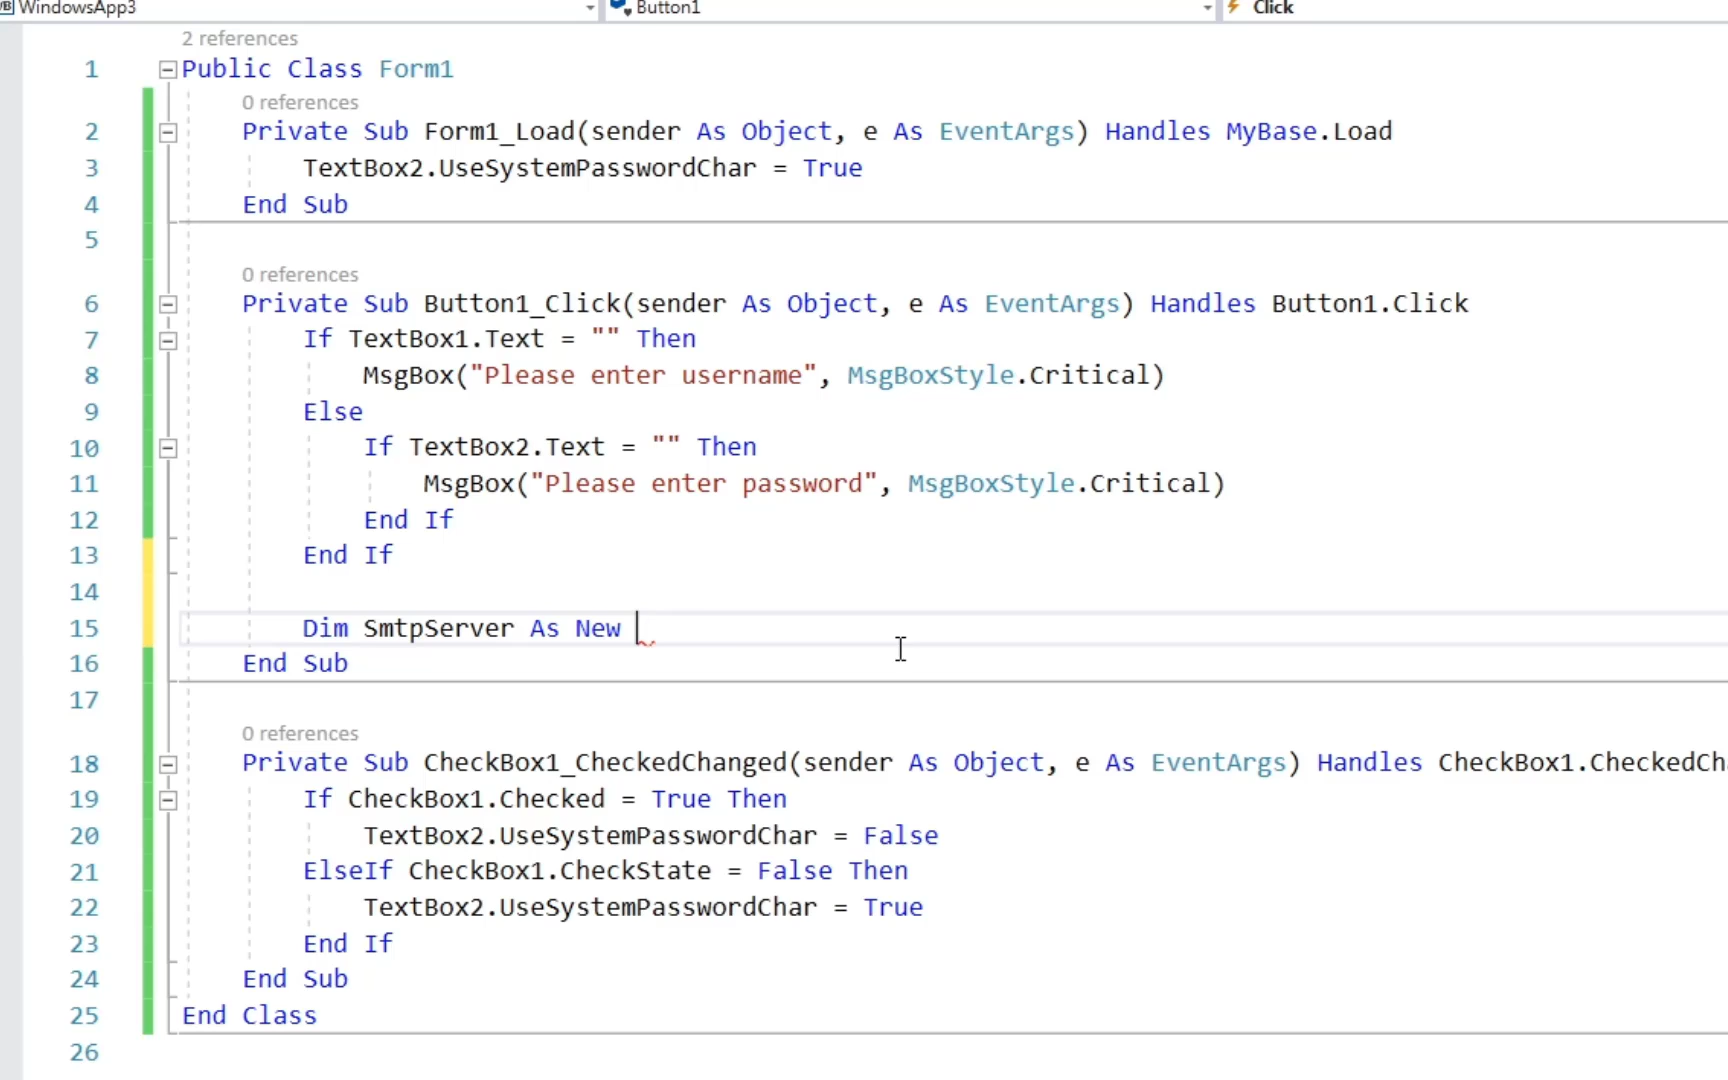 WindowsApp3 Button1 Click
2 references
1 Public Class Form1
0 references
2 Private Sub Form1_Load(sender As Object, e As EventArgs) Handles MyBase.Load
3 TextBox2.UseSystemPasswordChar = True
4 End Sub
5
0 references
6 Private Sub Button1_Click(sender As Object, e As EventArgs) Handles Button1.Click
7 If TextBox1.Text = "" Then
8 MsgBox("Please enter username", MsgBoxStyle.Critical)
9 Else
10 If TextBox2.Text = "" Then
11 MsgBox("Please enter password", MsgBoxStyle.Critical)
12 End If
13 End If
14
15 Dim SmtpServer As New
16 End Sub
17
0 references
18 Private Sub CheckBox1_CheckedChanged(sender As Object, e As EventArgs) Handles CheckBox1.CheckedCh
19 If CheckBox1.Checked = True Then
20 TextBox2.UseSystemPasswordChar = False
21 ElseIf CheckBox1.CheckState = False Then
22 TextBox2.UseSystemPasswordChar = True
23 End If
24 End Sub
25 End Class
26